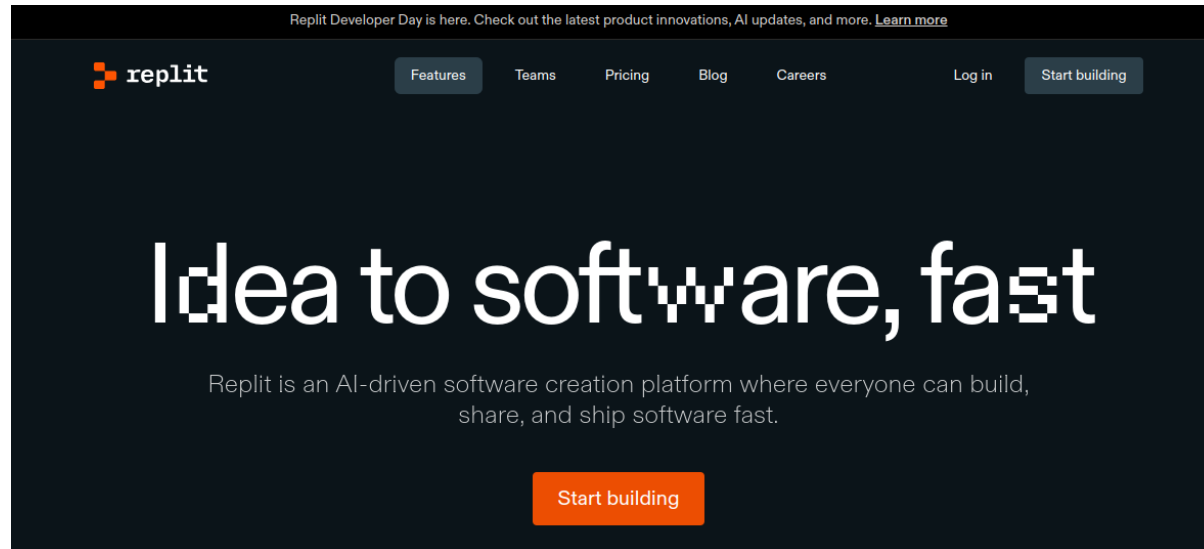 Replit Developer Day is here. Check out the latest product innovations, AI updates, and more. Learn more
replit Features Teams Pricing Blog Careers Log in Start building
Idea to software, fast
Replit is an AI-driven software creation platform where everyone can build,
share, and ship software fast.
Start building